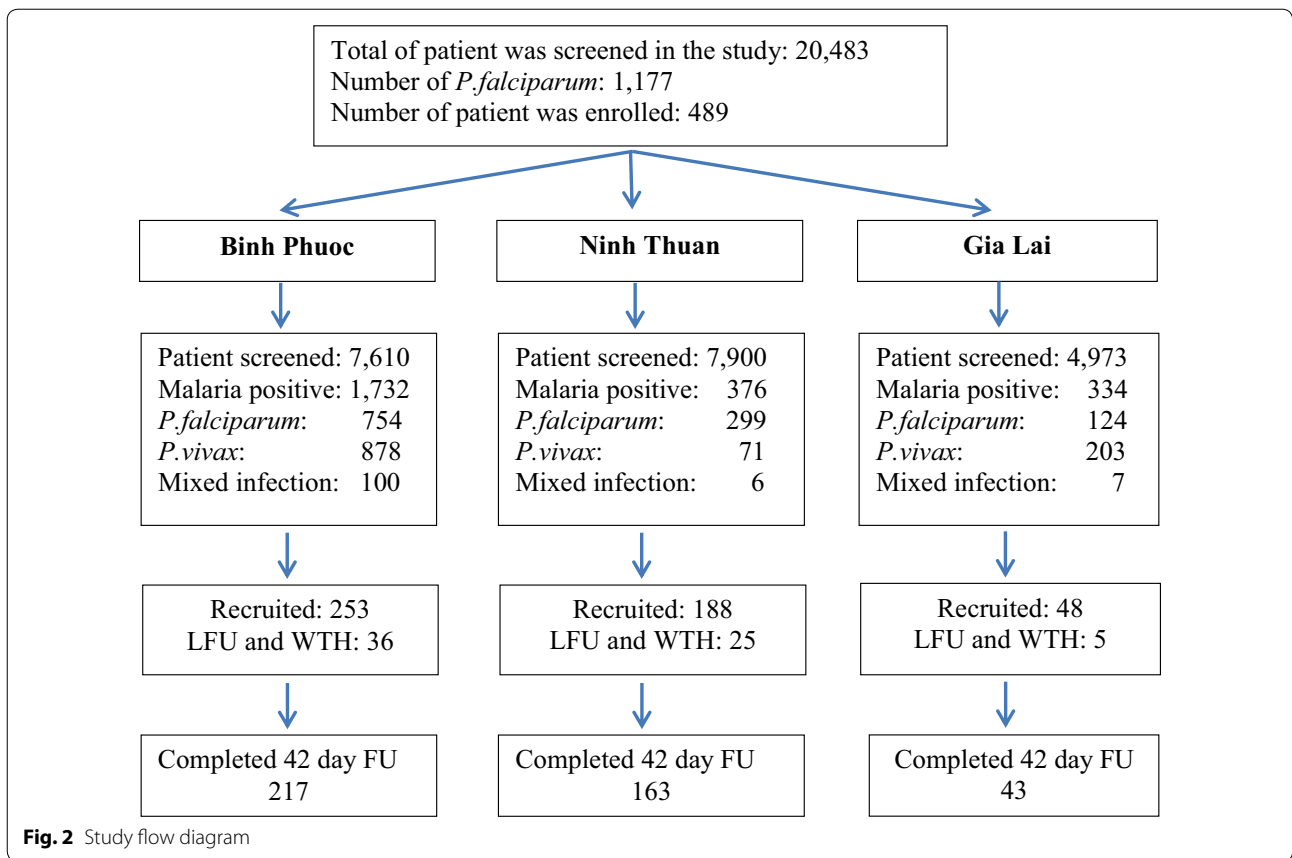 Total of patient was screened in the study: 20,483
Number of P.falciparum: 1,177
Number of patient was enrolled: 489
Binh Phuoc
Ninh Thuan
Gia Lai
Patient screened: 7,610
Malaria positive: 1,732
P.falciparum: 754
P.vivax: 878
Mixed infection: 100
Patient screened: 7,900
Malaria positive: 376
P.falciparum: 299
P.vivax: 71
Mixed infection: 6
Patient screened: 4,973
Malaria positive: 334
P.falciparum: 124
P.vivax: 203
Mixed infection: 7
Recruited: 253
LFU and WTH: 36
Recruited: 188
LFU and WTH: 25
Recruited: 48
LFU and WTH: 5
Completed 42 day FU
217
Completed 42 day FU
163
Completed 42 day FU
43
Fig. 2 Study flow diagram